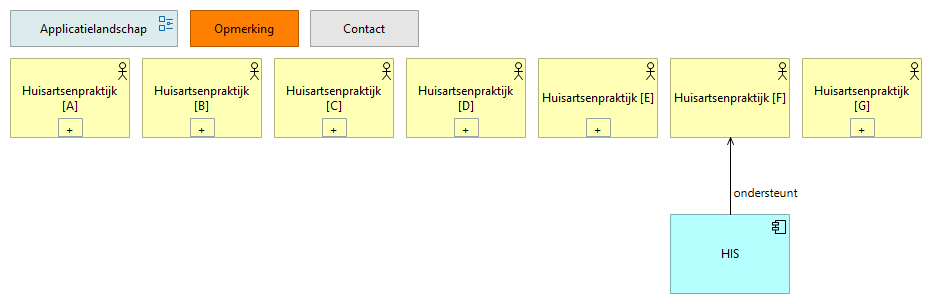 Applicatielandschap
Opmerking
Contact
Huisartsenpraktijk
[A]
+
Huisartsenpraktijk
[B]
+
Huisartsenpraktijk
[C]
+
Huisartsenpraktijk
[D]
+
Huisartsenpraktijk [E]
+
Huisartsenpraktijk [F]
Huisartsenpraktijk
[G]
+
ondersteunt
HIS